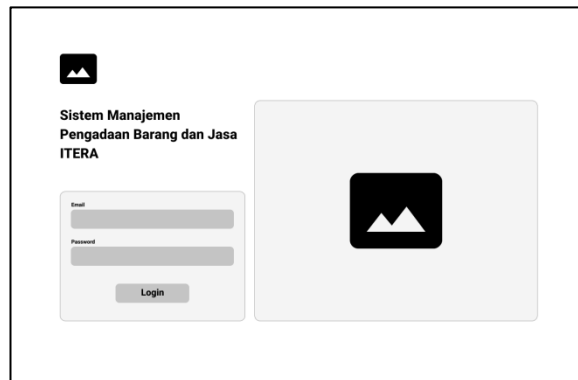 Sistem Manajemen
Pengadaan Barang dan Jasa
ITERA
Email
Password
Login